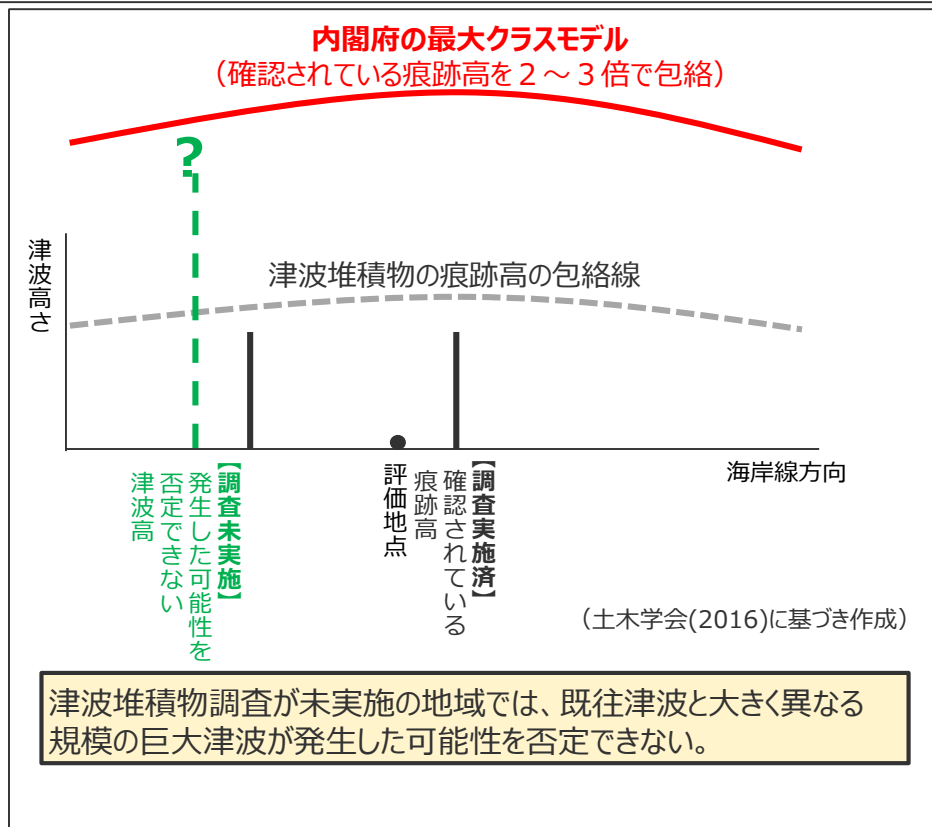 内閣府の最大クラスモデル
（確認されている痕跡高を２～３倍で包絡）
?
津波高さ
津波堆積物の痕跡高の包絡線
海岸線方向
【調査未実施】
発生した可能性を
否定できない
津波高
評価地点
【調査実施済】
確認されている
痕跡高
（土木学会(2016)に基づき作成）
津波堆積物調査が未実施の地域では、既往津波と大きく異なる
規模の巨大津波が発生した可能性を否定できない。